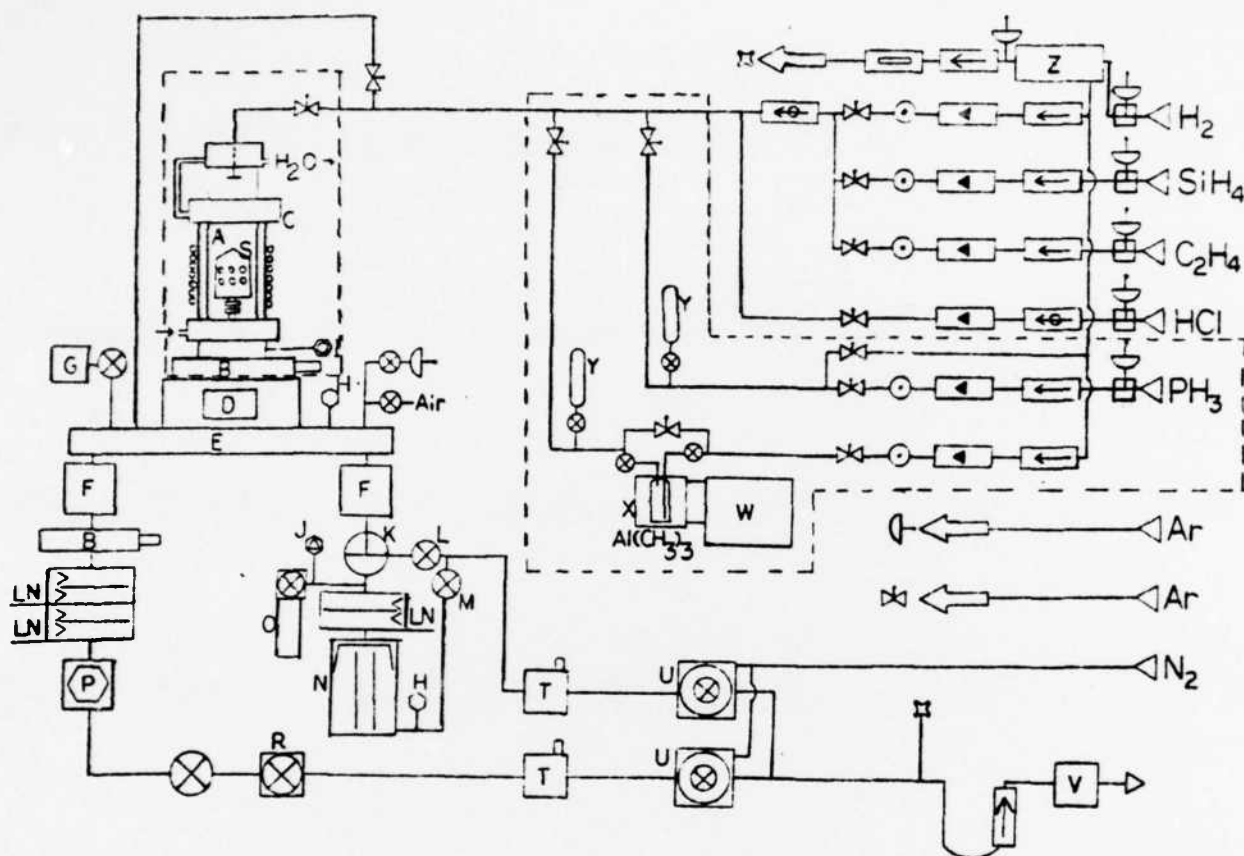 Z
H2
H2O
SiH4
C
A
S
C2H4
Y
HCl
G
B
H
Y
D
Air
PH3
E
F
F
X
W
Al(CH3)3
B
J
K
L
Ar
LN
M
Ar
LN
O
LN
P
N
H
T
U
N2
R
T
U
V